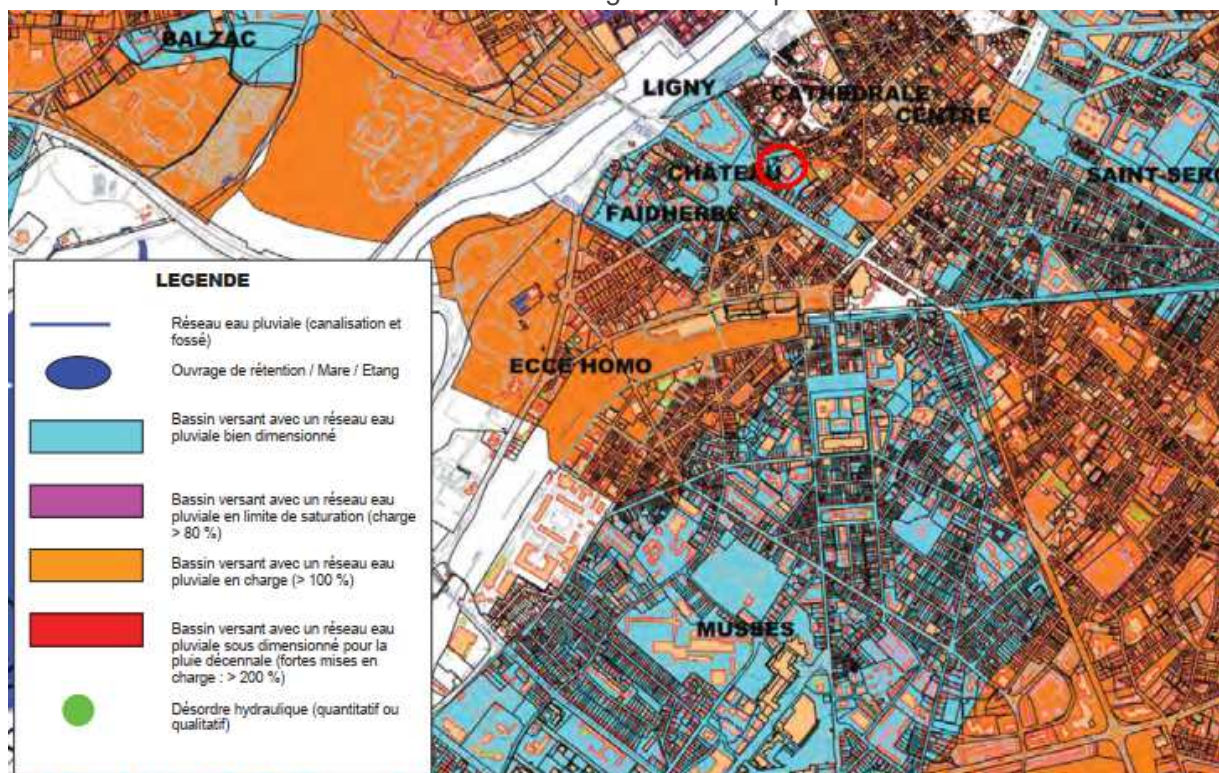 BALZAC
LIGNY
CATHEDRALE
CENTRE
CHATEAU
SAINT-SER
FAIDHERBE
ECCE HOMO
MUSSES
LEGENDE
Réseau eau pluviale (canalisation et
fossé)
Ouvrage de rétention / Mare / Etang
Bassin versant avec un réseau eau
pluviale bien dimensionné
Bassin versant avec un réseau eau
pluviale en limite de saturation (charge
> 80 %)
Bassin versant avec un réseau eau
pluviale en charge (> 100 %)
Bassin versant avec un réseau eau
pluviale sous dimensionné pour la
pluie décennale (fortes mises en
charge : > 200 %)
Désordre hydraulique (quantitatif ou
qualitatif)